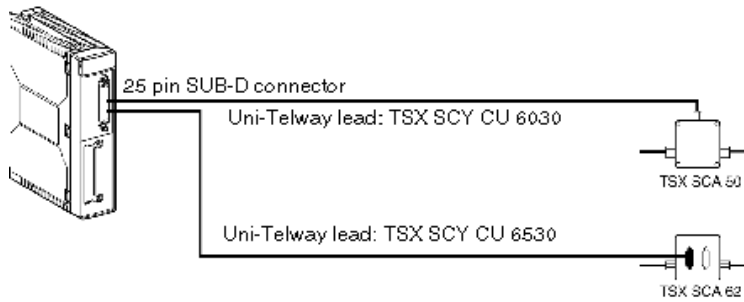 25 pin SUB-D connector
Uni-Telway lead: TSX SCY CU 6030
TSX SCA 50
Uni-Telway lead: TSX SCY CU 6530
TSX SCA 62